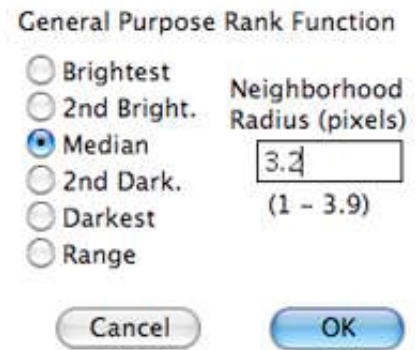 General Purpose Rank Function
Brightest
2nd Bright.
Median
2nd Dark.
Darkest
Range
Neighborhood
Radius (pixels)
3.2
(1 – 3.9)
Cancel
OK